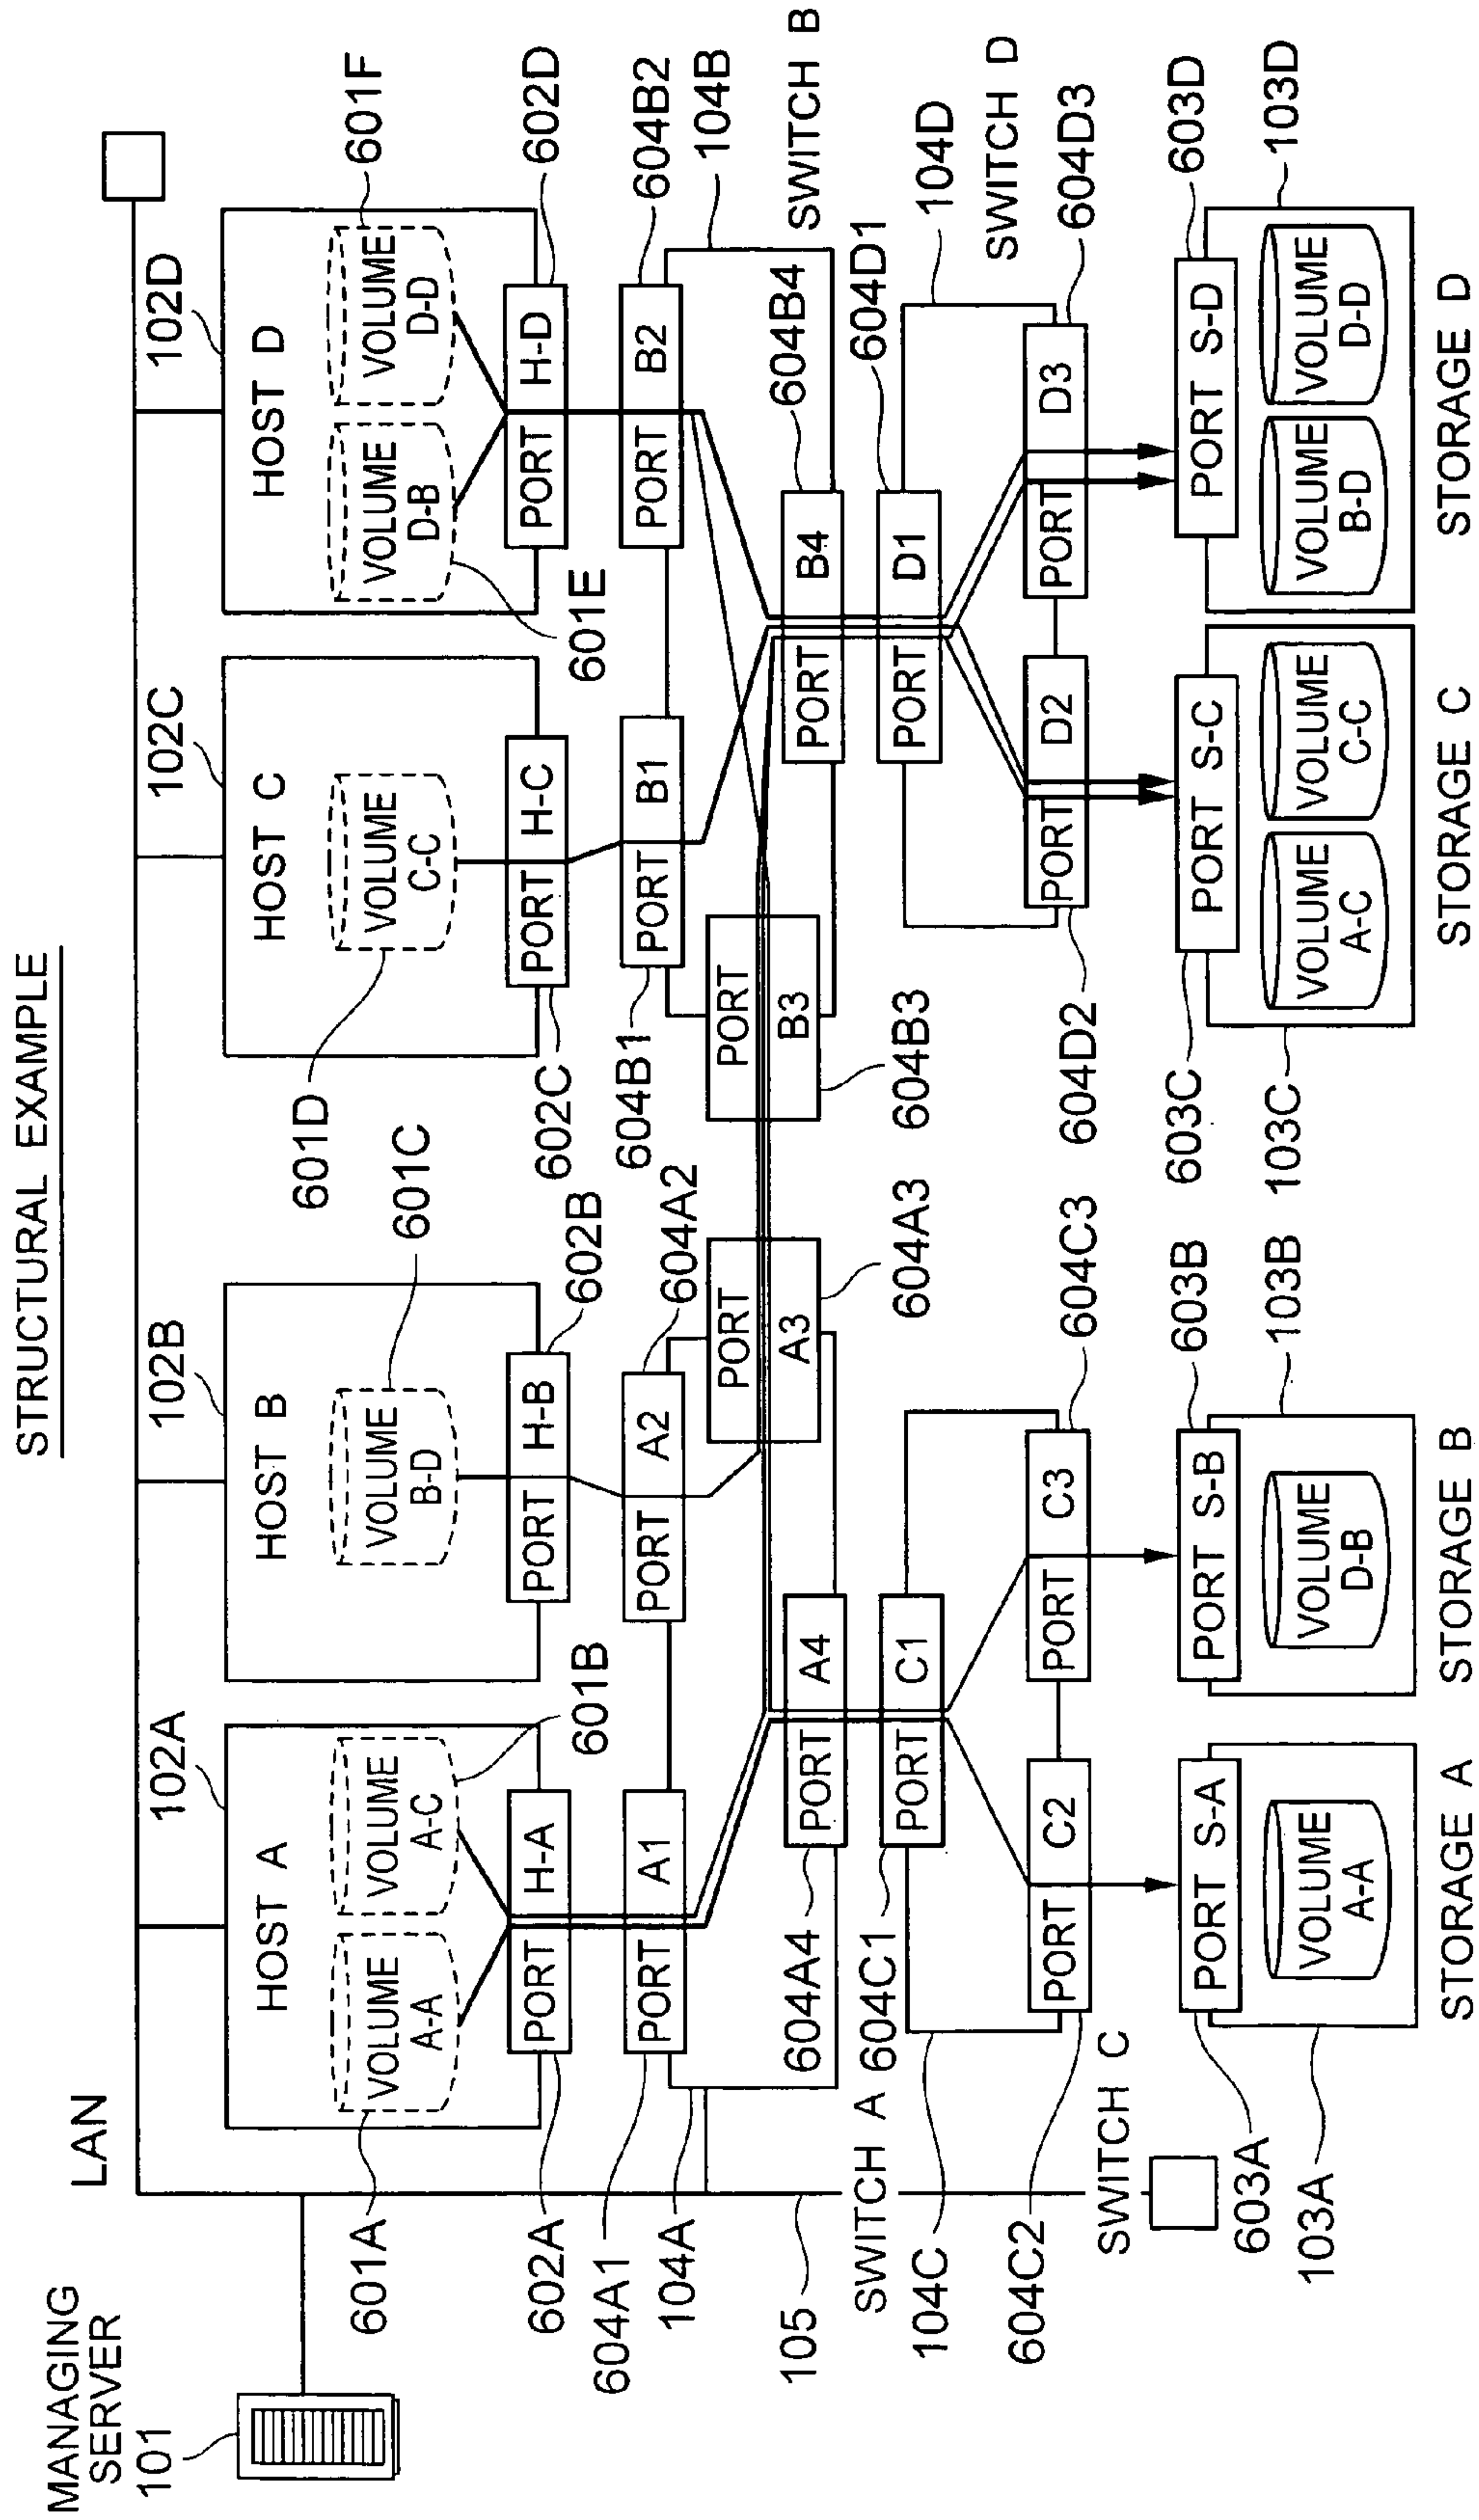 STRUCTURAL EXAMPLE
MANAGING
SERVER
101
LAN
102A
102B
102C
102D
HOST A
HOST B
HOST C
HOST D
601A
VOLUME
A-A
VOLUME
A-C
601B
VOLUME
B-D
601C
601D
VOLUME
C-C
VOLUME
D-B
601E
VOLUME
D-D
601F
602A
PORT H-A
PORT H-B
602B
602C
PORT H-C
PORT H-D
602D
604A1
PORT A1
PORT A2
604A2
604B1
PORT B1
PORT B2
604B2
104A
PORT
A3
604A3
PORT
B3
604B3
104B
SWITCH B
105
604A4
PORT A4
PORT B4
604B4
SWITCH A
604C1
PORT C1
PORT D1
604D1
104C
104D
SWITCH D
604C2
PORT C2
PORT C3
604C3
604D2
PORT D2
PORT D3
604D3
SWITCH C
603A
PORT S-A
PORT S-B
603B
603C
PORT S-C
PORT S-D
603D
103A
VOLUME
A-A
VOLUME
D-B
103B
103C
VOLUME
A-C
VOLUME
C-C
VOLUME
B-D
VOLUME
D-D
103D
STORAGE A
STORAGE B
STORAGE C
STORAGE D